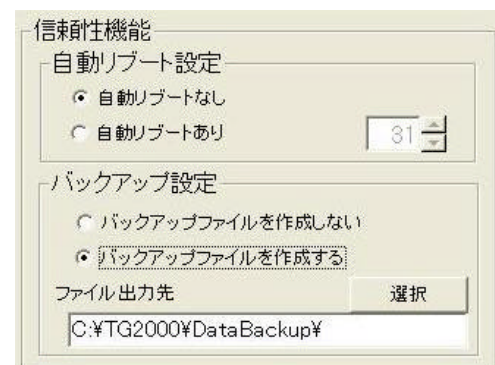 信頼性機能
自動リブート設定
自動リブートなし
自動リブートあり 31
バックアップ設定
バックアップファイルを作成しない
バックアップファイルを作成する
ファイル出力先 選択
C:¥TG2000¥DataBackup¥